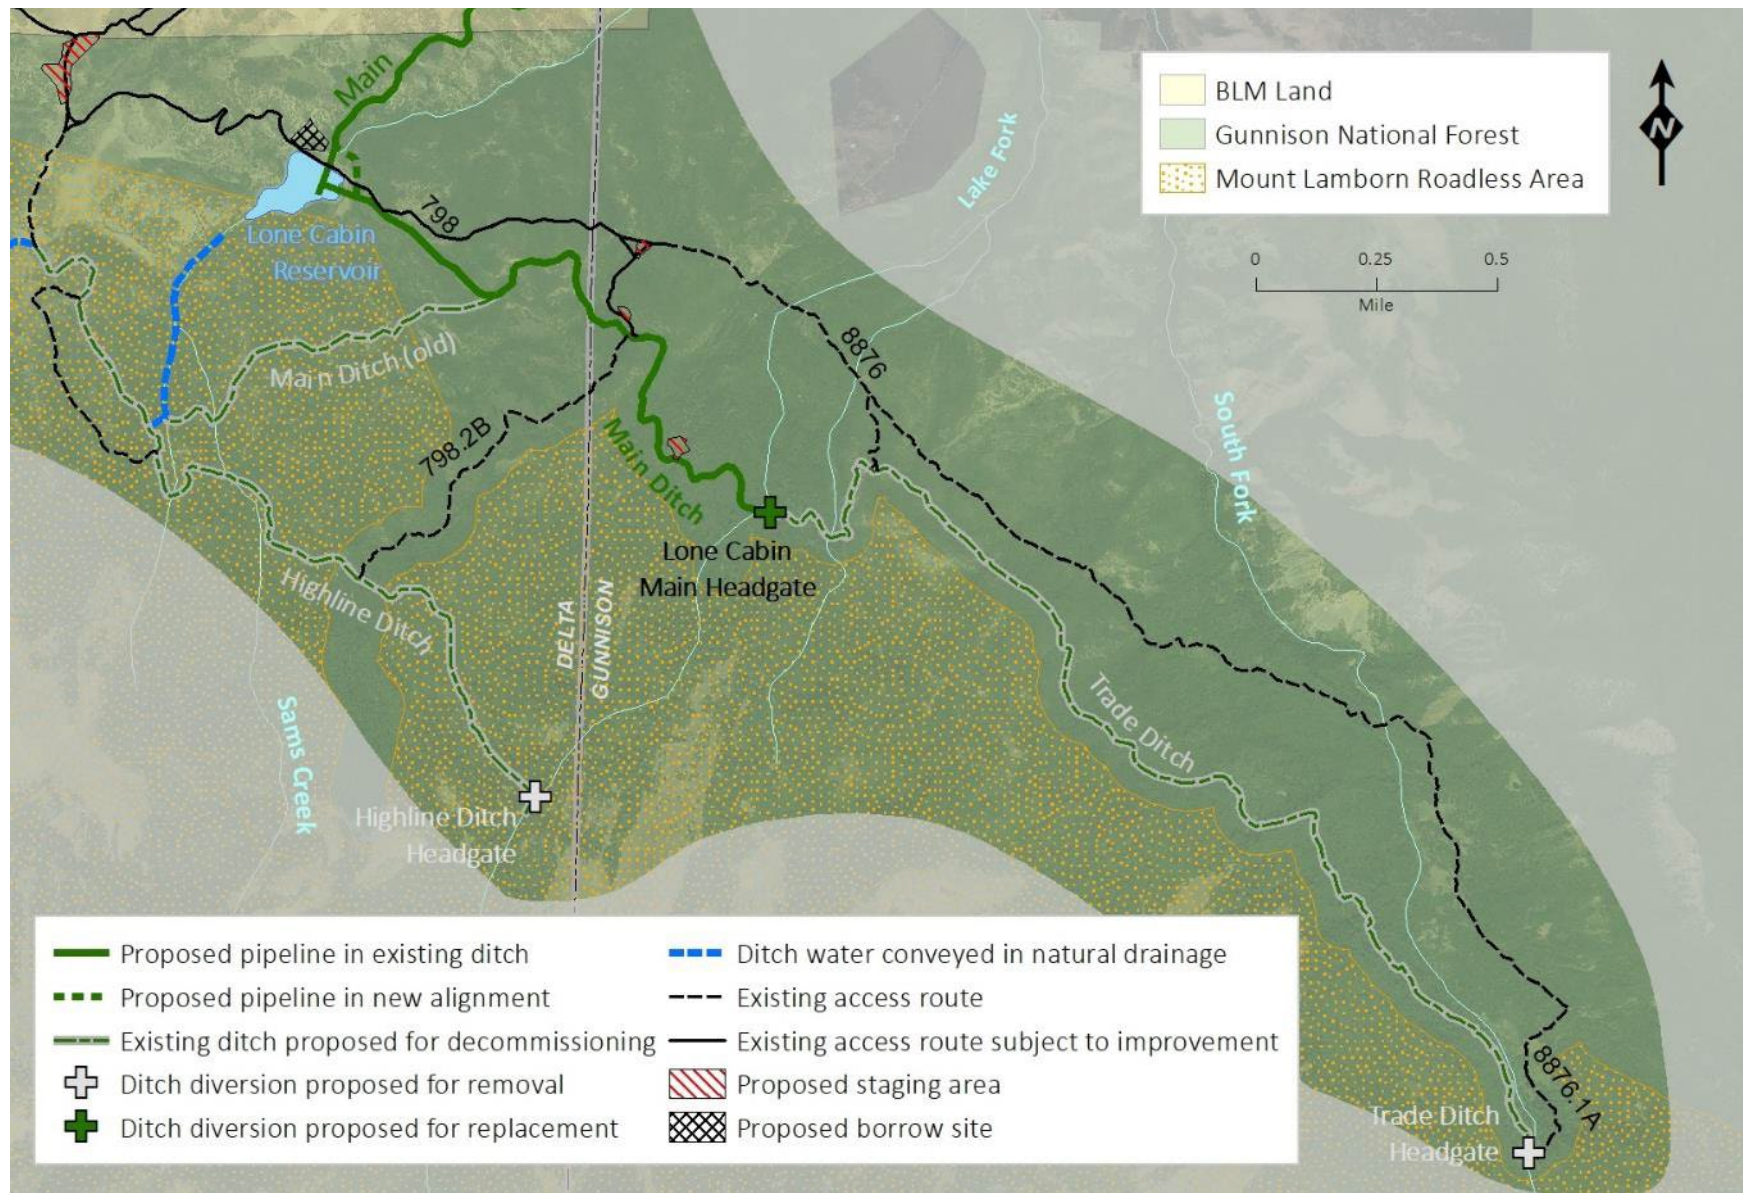 Main
BLM Land
Gunnison National Forest
Mount Lamborn Roadless Area
N
Lake Fork
798
Lone Cabin
Reservoir
0 0.25 0.5
Mile
8876
Main Ditch (old)
798.2B
Main Ditch
South Fork
Lone Cabin
Main Headgate
Highline Ditch
DELTA
GUNNISON
Trade Ditch
Sams Creek
Highline Ditch
Headgate
8876.1A
Trade Ditch
Headgate
Proposed pipeline in existing ditch
Proposed pipeline in new alignment
Existing ditch proposed for decommissioning
Ditch diversion proposed for removal
Ditch diversion proposed for replacement
Ditch water conveyed in natural drainage
Existing access route
Existing access route subject to improvement
Proposed staging area
Proposed borrow site